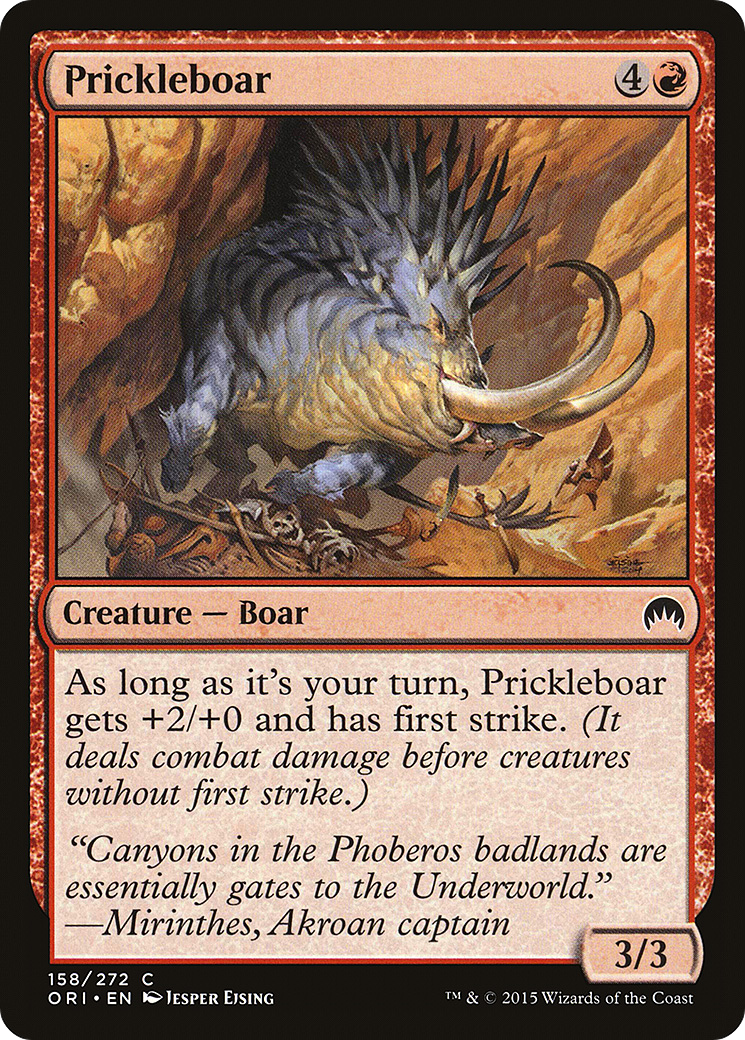 Prickleboar 4
Creature — Boar
As long as it's your turn, Prickleboar
gets +2/+0 and has first strike. (It
deals combat damage before creatures
without first strike.)
“Canyons in the Phoberos badlands are
essentially gates to the Underworld.”
—Mirinthes, Akroan captain
3/3
158/272 C
ORI • EN Jesper Ejsing
™ & © 2015 Wizards of the Coast